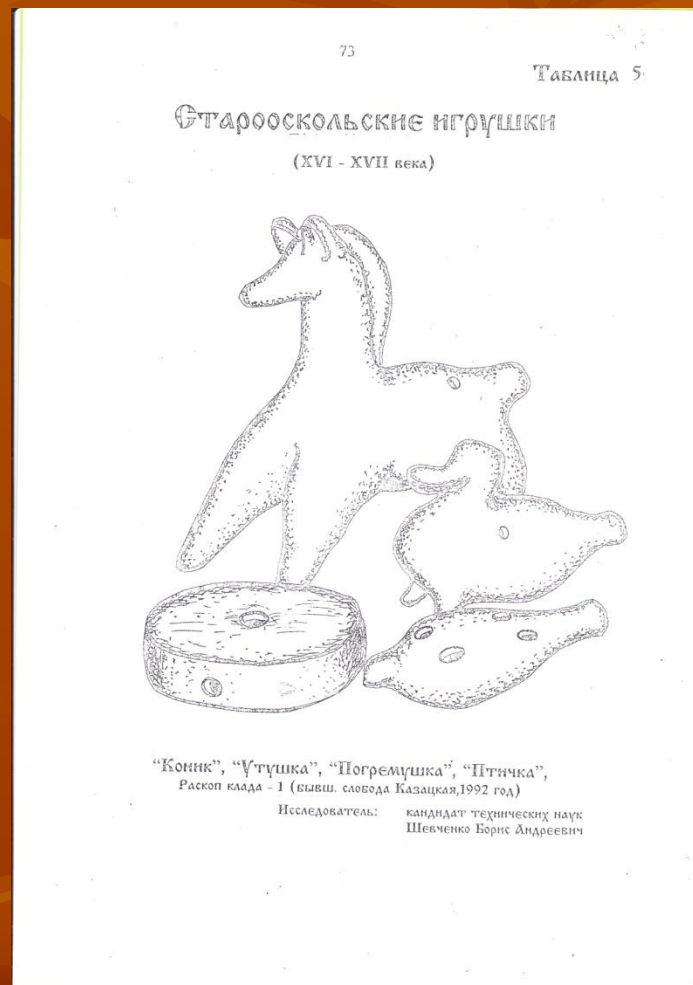 73
Таблица 5
Старооскольские игрушки
(XVI - XVII века)
"Коник", "Утушка", "Погремушка", "Птичка",
Раскоп клада - 1 (бывш. слобода Казацкая,1992 год)
Исследователь: кандидат технических наук
Шевченко Борис Андреевич